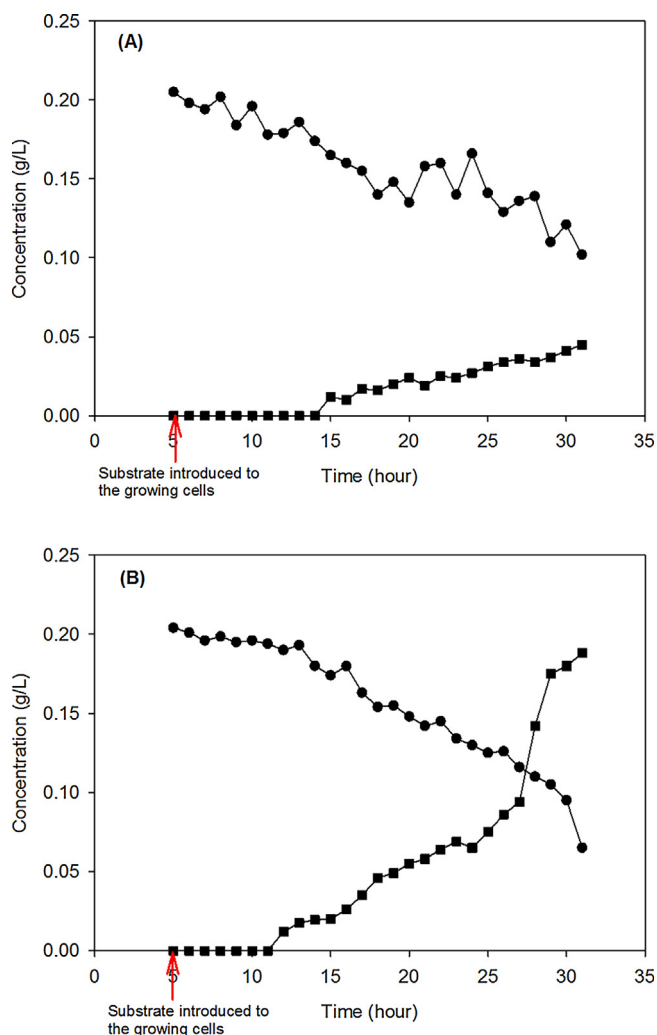 (A)
Concentration (g/L)
0.25
0.20
0.15
0.10
0.05
0.00
0 5 10 15 20 25 30 35
Time (hour)
Substrate introduced to
the growing cells
(B)
Concentration (g/L)
0.25
0.20
0.15
0.10
0.05
0.00
0 5 10 15 20 25 30 35
Time (hour)
Substrate introduced to
the growing cells